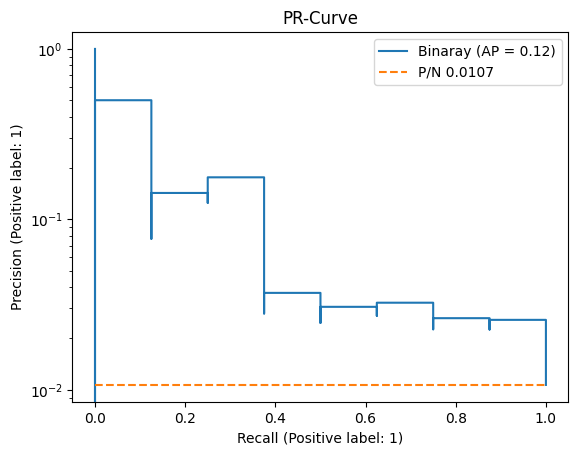 PR-Curve
Binaray (AP = 0.12)
P/N 0.0107
Precision (Positive label: 1)
10⁰
10⁻¹
10⁻²
0.0 0.2 0.4 0.6 0.8 1.0
Recall (Positive label: 1)